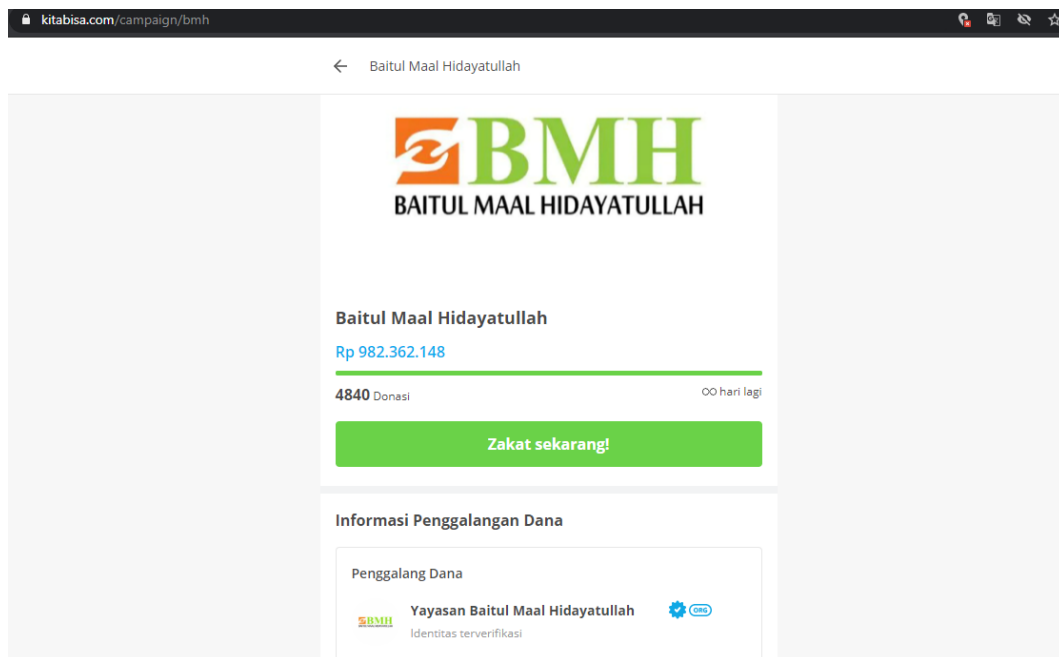 kitabisa.com/campaign/bmh
Baitul Maal Hidayatullah
BMH
BAITUL MAAL HIDAYATULLAH
Baitul Maal Hidayatullah
Rp 982.362.148
4840 Donasi
∞ hari lagi
Zakat sekarang!
Informasi Penggalangan Dana
Penggalang Dana
BMH
Yayasan Baitul Maal Hidayatullah
ORG
Identitas terverifikasi